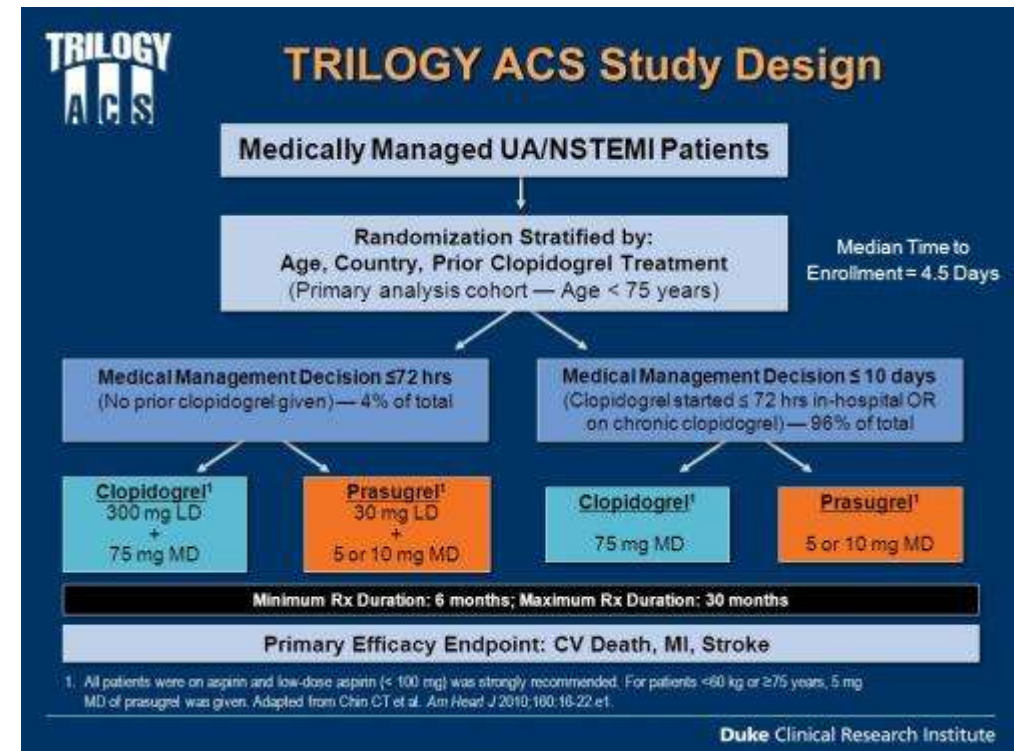 TRILOGY
ACS
TRILOGY ACS Study Design
Medically Managed UA/NSTEMI Patients
Randomization Stratified by:
Age, Country, Prior Clopidogrel Treatment
(Primary analysis cohort — Age < 75 years)
Median Time to
Enrollment = 4.5 Days
Medical Management Decision ≤72 hrs
(No prior clopidogrel given) — 4% of total
Medical Management Decision ≤ 10 days
(Clopidogrel started ≤ 72 hrs in-hospital OR
on chronic clopidogrel) — 96% of total
Clopidogrel¹
300 mg LD
+
75 mg MD
Prasugrel¹
30 mg LD
+
5 or 10 mg MD
Clopidogrel¹
75 mg MD
Prasugrel¹
5 or 10 mg MD
Minimum Rx Duration: 6 months; Maximum Rx Duration: 30 months
Primary Efficacy Endpoint: CV Death, MI, Stroke
1. All patients were on aspirin and low-dose aspirin (< 100 mg) was strongly recommended. For patients <60 kg or ≥75 years, 5 mg
MD of prasugrel was given. Adapted from Chin CT et al. Am Heart J 2010;160:16-22.e1.
Duke Clinical Research Institute